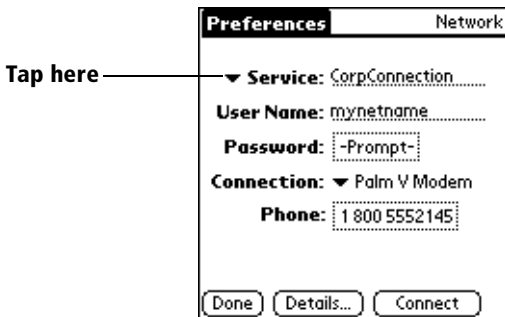 Preferences Network
Tap here
Service: CorpConnection
User Name: mynetname
Password: -Prompt-
Connection: Palm V Modem
Phone: 1 800 5552145
Done Details... Connect